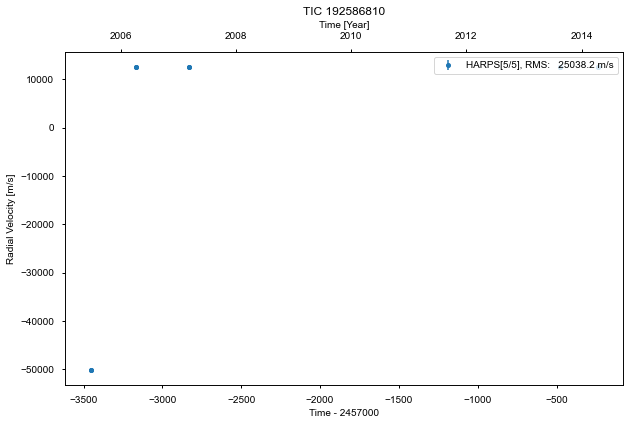 TIC 192586810
Time [Year]
2006 2008 2010 2012 2014
HARPS[5/5], RMS: 25038.2 m/s
Radial Velocity [m/s]
10000
0
−10000
−20000
−30000
−40000
−50000
−3500 −3000 −2500 −2000 −1500 −1000 −500
Time - 2457000